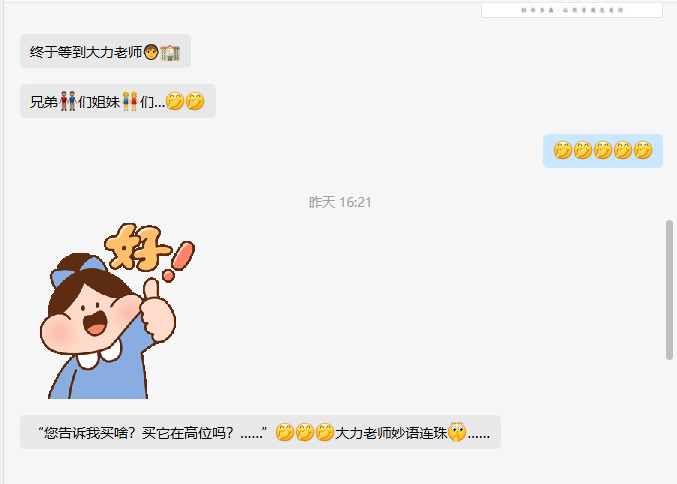 终于等到大力老师🧑🏫
兄弟👬们姐妹👭们...🤭🤭
🤭🤭🤭🤭🤭
昨天 16:21
好!
“您告诉我买啥？买它在高位吗？......”🤭🤭🤭大力老师妙语连珠🤫......